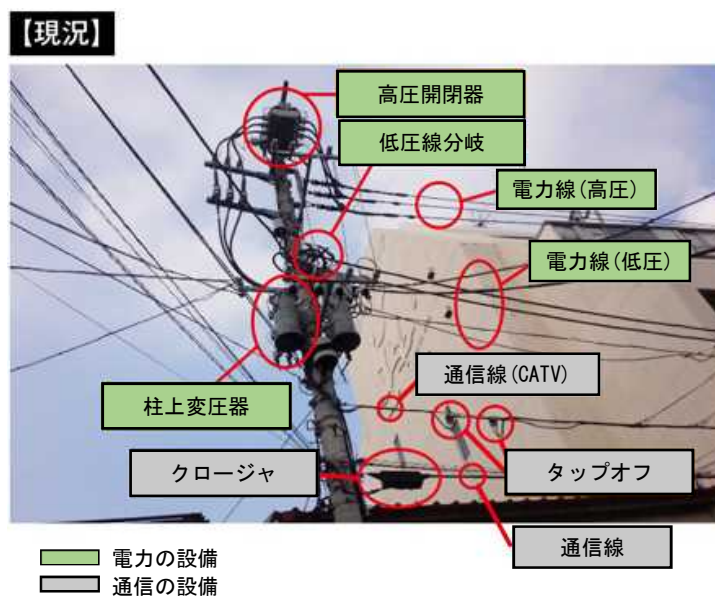 【現況】
高圧開閉器
低圧線分岐
電力線(高圧)
電力線(低圧)
通信線(CATV)
柱上変圧器
クロージャ
タップオフ
通信線
電力の設備
通信の設備